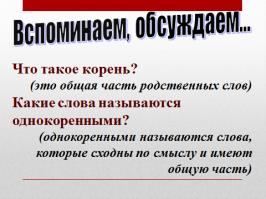 Вспоминаем, обсуждаем...
Что такое корень?
(это общая часть родственных слов)
Какие слова называются
однокоренными?
(однокоренными называются слова,
которые сходны по смыслу и имеют
общую часть)